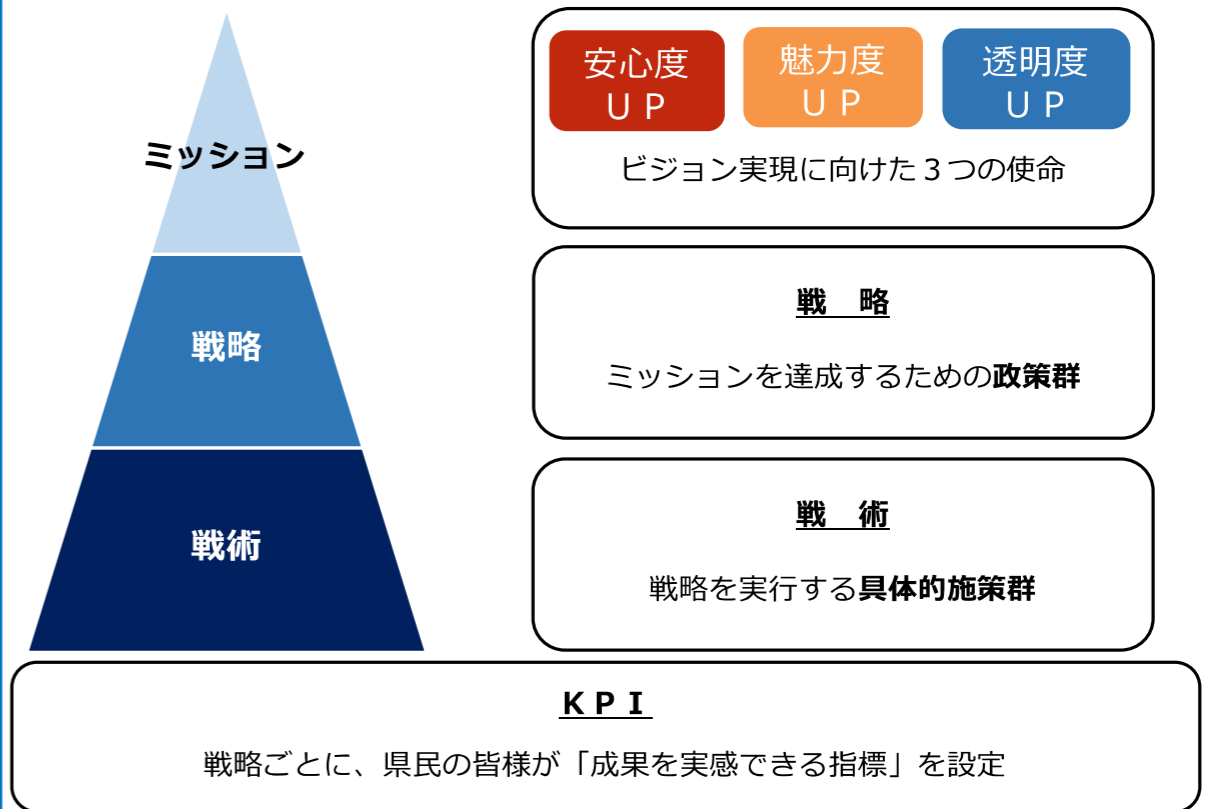 ミッション
戦略
戦術
安心度
ＵＰ
魅力度
ＵＰ
透明度
ＵＰ
ビジョン実現に向けた３つの使命
戦　略
ミッションを達成するための政策群
戦　術
戦略を実行する具体的施策群
ＫＰＩ
戦略ごとに、県民の皆様が「成果を実感できる指標」を設定